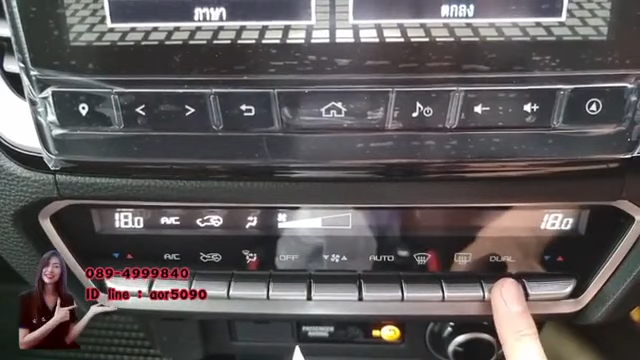 ภาษา ตกลง
18.0 A/C 18.0
A/C OFF AUTO DUAL
089-4999840
ID line : aor5090
PASSENGER